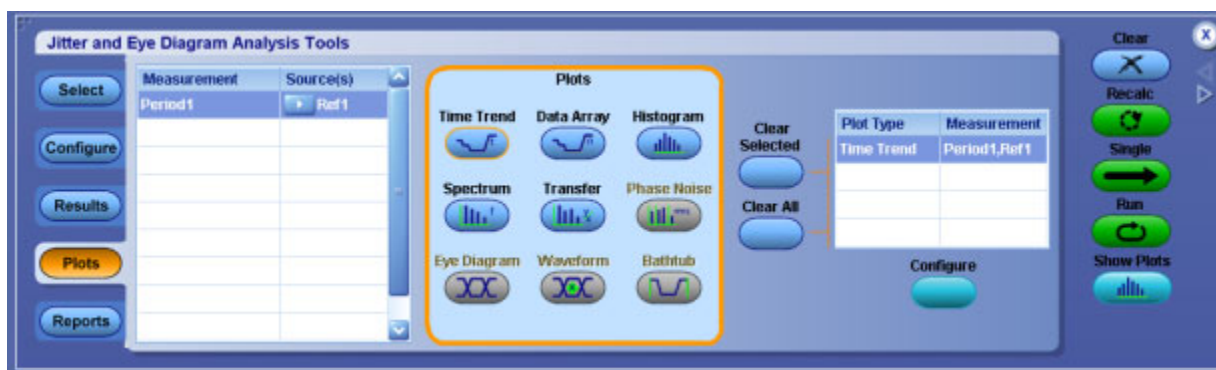 Jitter and Eye Diagram Analysis Tools
Select
Configure
Results
Plots
Reports
Measurement Source(s)
Period1 Ref1
Plots
Time Trend Data Array Histogram
Spectrum Transfer Phase Noise
Eye Diagram Waveform Bathtub
Clear Selected
Clear All
Plot Type Measurement
Time Trend Period1,Ref1
Configure
Clear
X
Recalc
Single
Run
Show Plots